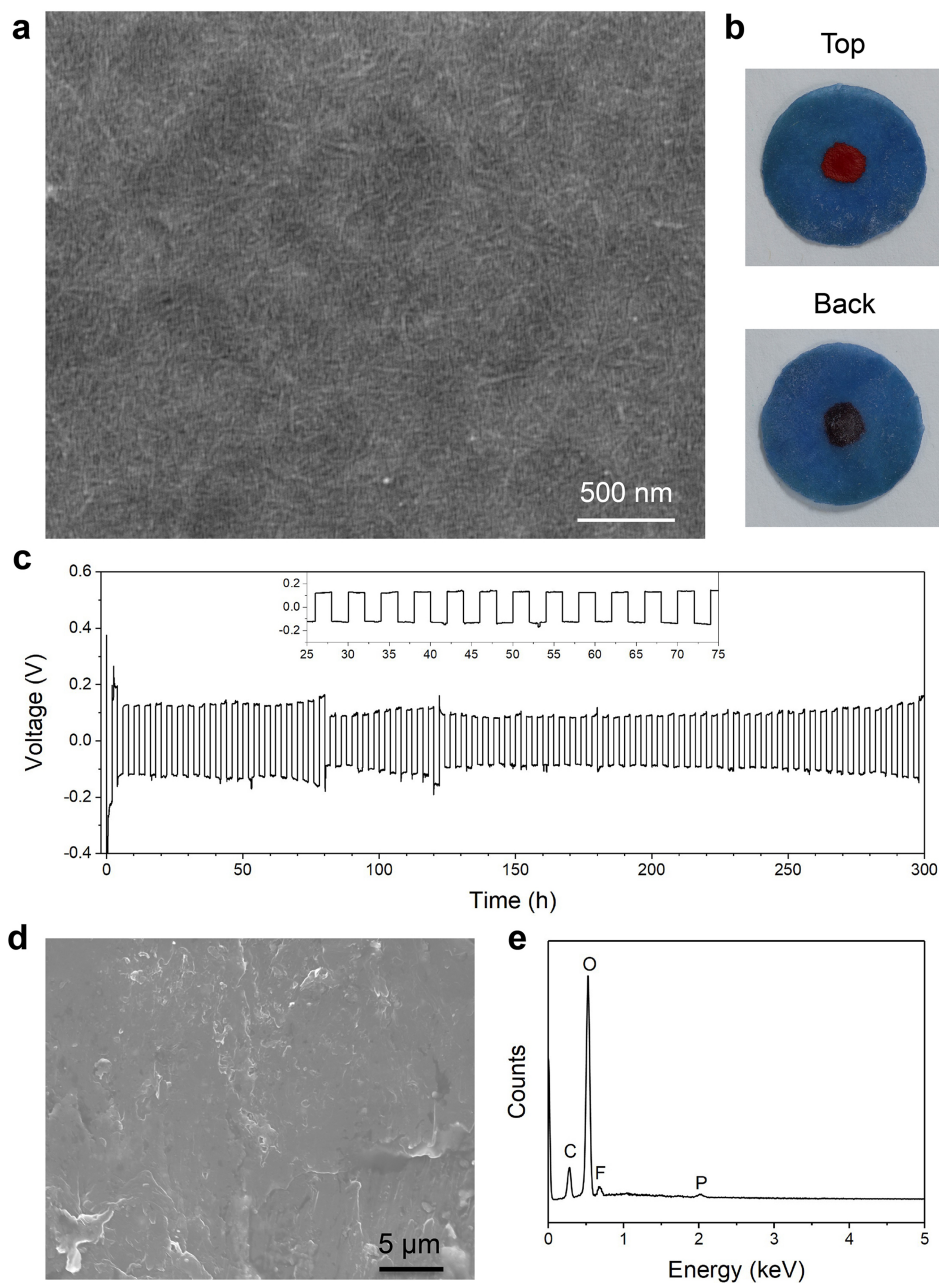 a
500 nm
b
Top
Back
c
0.6
0.4
0.2
0.0
-0.2
-0.4
Voltage (V)
0.2
0.0
-0.2
25 30 35 40 45 50 55 60 65 70 75
0 50 100 150 200 250 300
Time (h)
d
5 µm
e
Counts
O
C
F
P
0 1 2 3 4 5
Energy (keV)